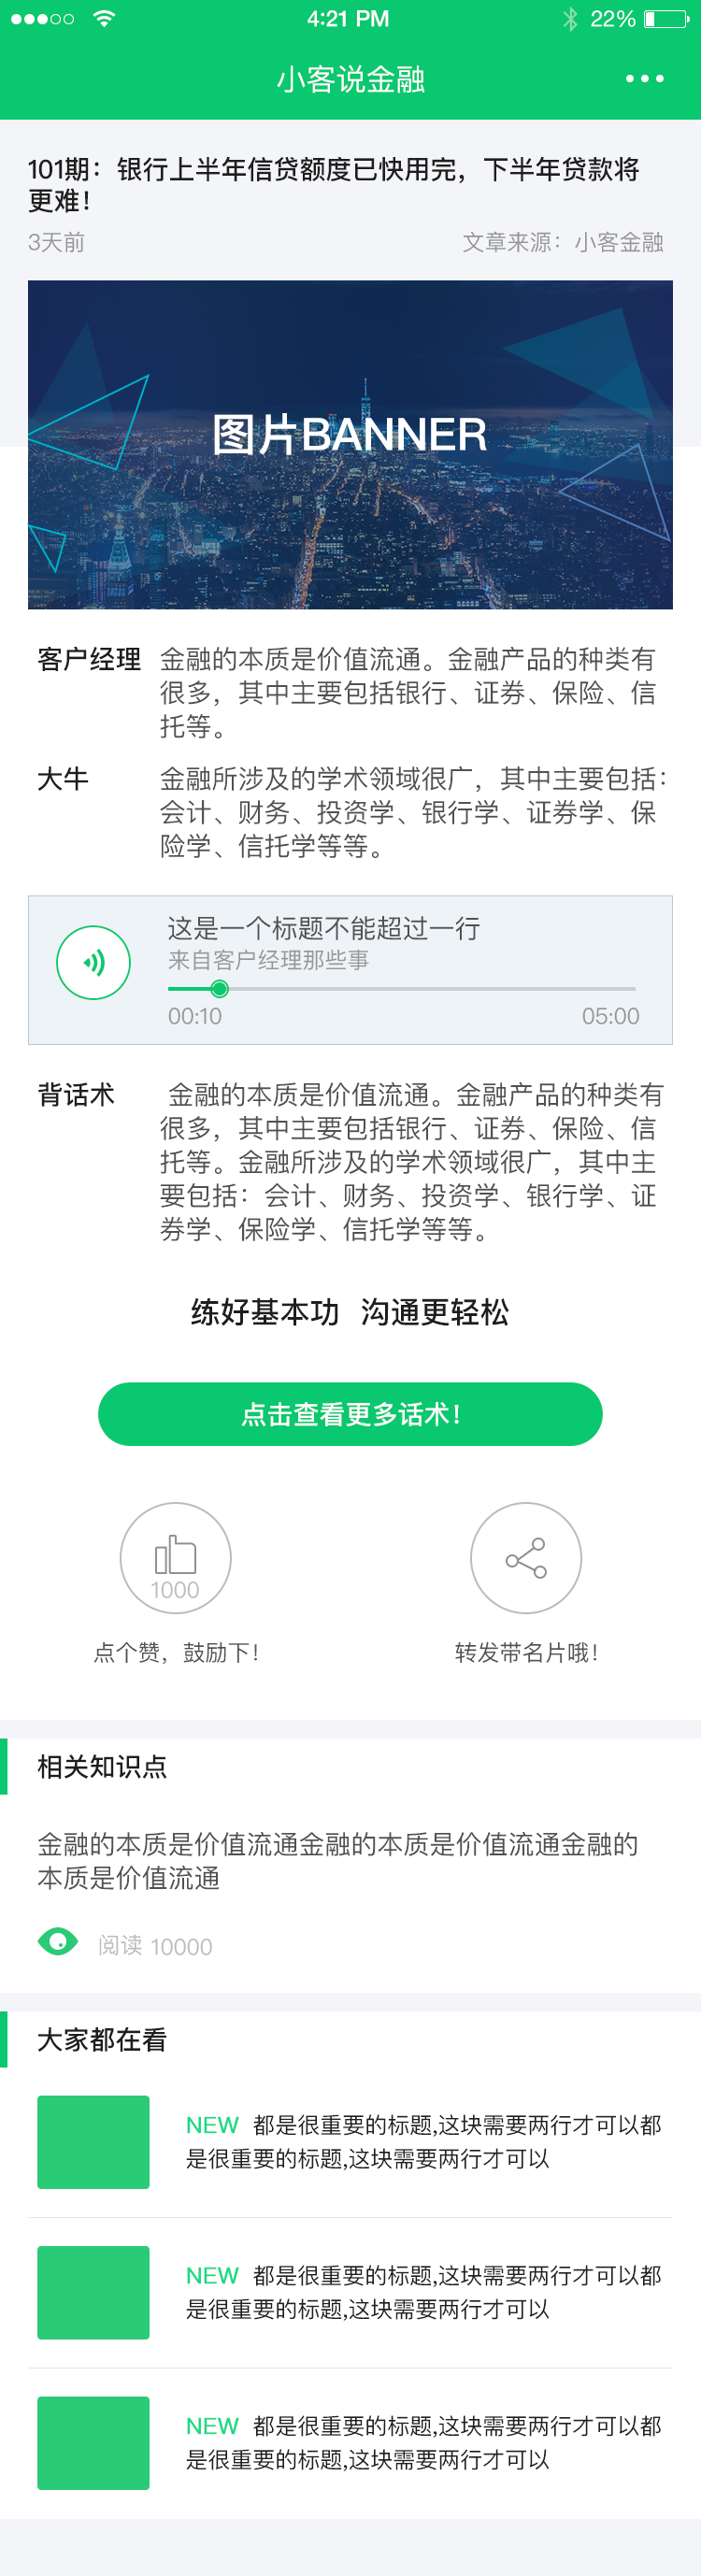 4:21 PM
22%
小客说金融
101期：银行上半年信贷额度已快用完，下半年贷款将
更难！
3天前
文章来源：小客金融
图片BANNER
客户经理
金融的本质是价值流通。金融产品的种类有
很多，其中主要包括银行、证券、保险、信
托等。
大牛
金融所涉及的学术领域很广，其中主要包括：
会计、财务、投资学、银行学、证券学、保
险学、信托学等等。
这是一个标题不能超过一行
来自客户经理那些事
00:10
05:00
背话术
金融的本质是价值流通。金融产品的种类有
很多，其中主要包括银行、证券、保险、信
托等。金融所涉及的学术领域很广，其中主
要包括：会计、财务、投资学、银行学、证
券学、保险学、信托学等等。
练好基本功 沟通更轻松
点击查看更多话术！
1000
点个赞，鼓励下！
转发带名片哦！
相关知识点
金融的本质是价值流通金融的本质是价值流通金融的
本质是价值流通
阅读 10000
大家都在看
NEW 都是很重要的标题,这块需要两行才可以都
是很重要的标题,这块需要两行才可以
NEW 都是很重要的标题,这块需要两行才可以都
是很重要的标题,这块需要两行才可以
NEW 都是很重要的标题,这块需要两行才可以都
是很重要的标题,这块需要两行才可以